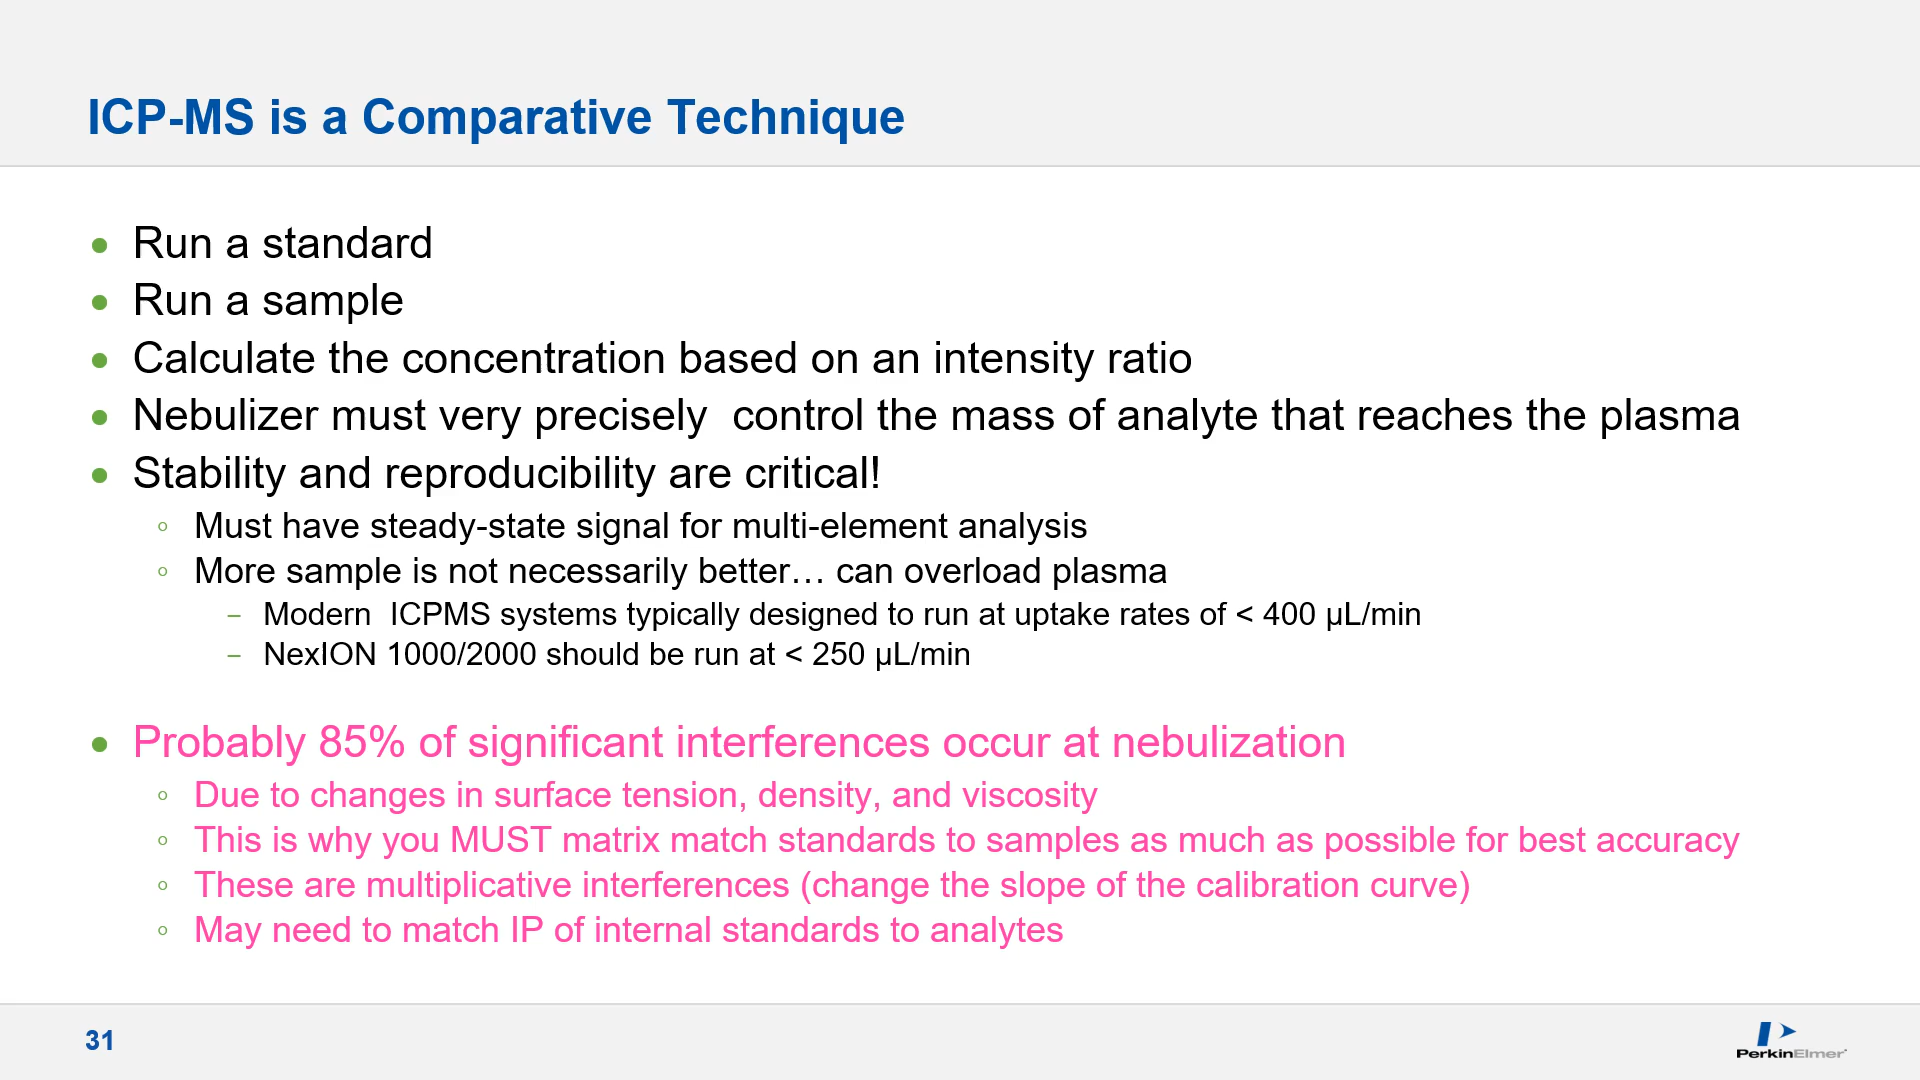 ICP-MS is a Comparative Technique
• Run a standard
• Run a sample
• Calculate the concentration based on an intensity ratio
• Nebulizer must very precisely  control the mass of analyte that reaches the plasma
• Stability and reproducibility are critical!
◦ Must have steady-state signal for multi-element analysis
◦ More sample is not necessarily better… can overload plasma
– Modern  ICPMS systems typically designed to run at uptake rates of < 400 µL/min
– NexION 1000/2000 should be run at < 250 µL/min
• Probably 85% of significant interferences occur at nebulization
◦ Due to changes in surface tension, density, and viscosity
◦ This is why you MUST matrix match standards to samples as much as possible for best accuracy
◦ These are multiplicative interferences (change the slope of the calibration curve)
◦ May need to match IP of internal standards to analytes
31
PerkinElmer